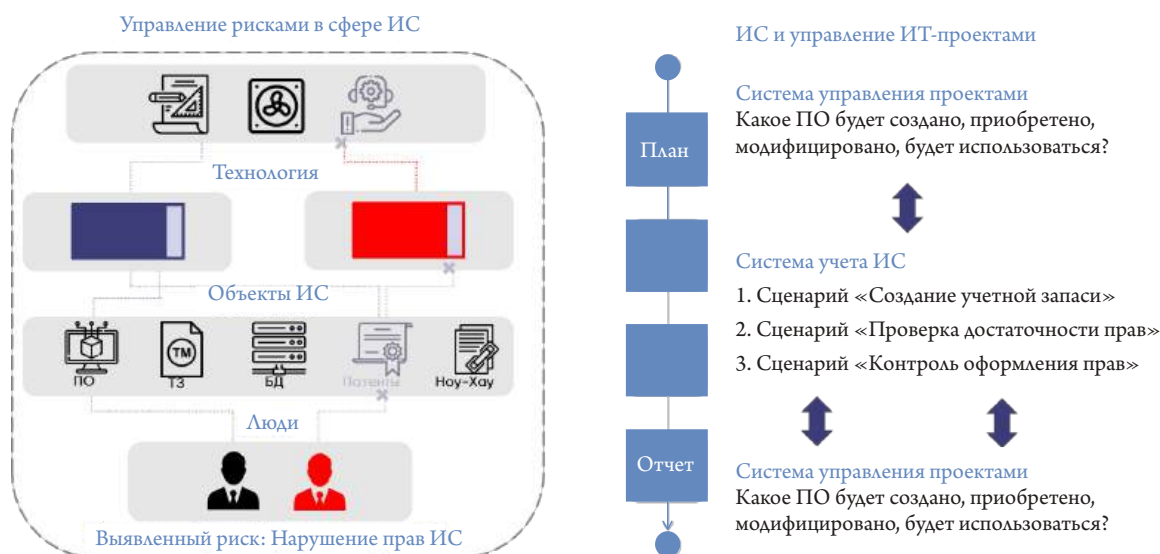 Управление рисками в сфере ИС
Технология
Объекты ИС
ПО
ТМ
ТЗ
БД
Патенты
Ноу-Хау
Люди
Выявленный риск: Нарушение прав ИС
ИС и управление ИТ-проектами
План
Отчет
Система управления проектами
Какое ПО будет создано, приобретено,
модифицировано, будет использоваться?
Система учета ИС
1. Сценарий «Создание учетной запаси»
2. Сценарий «Проверка достаточности прав»
3. Сценарий «Контроль оформления прав»
Система управления проектами
Какое ПО будет создано, приобретено,
модифицировано, будет использоваться?